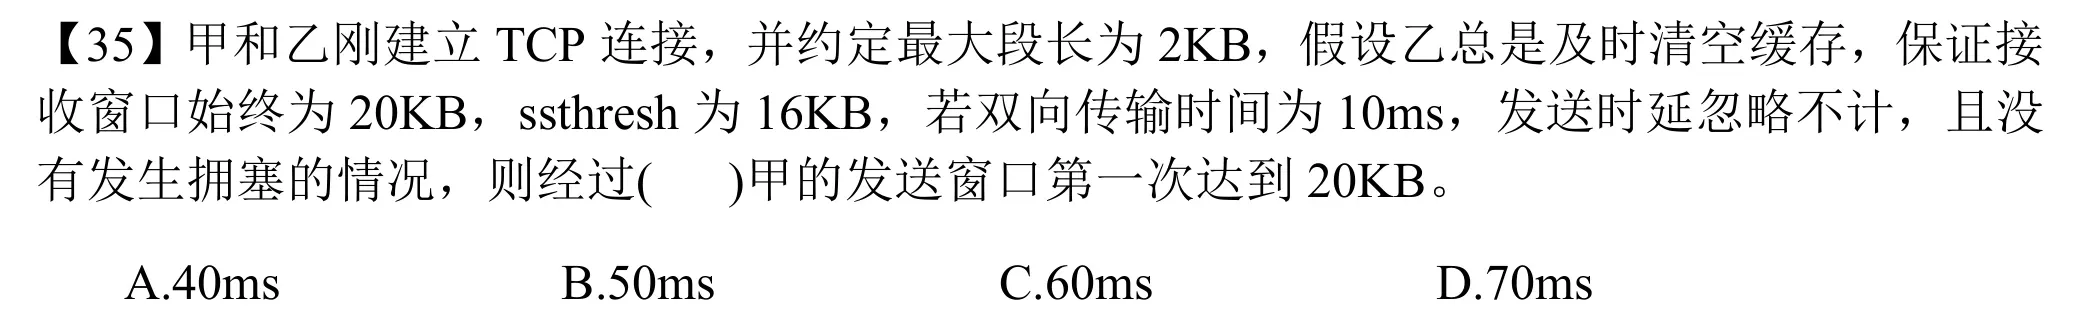 【35】甲和乙刚建立 TCP 连接，并约定最大段长为 2KB，假设乙总是及时清空缓存，保证接
收窗口始终为 20KB，ssthresh 为 16KB，若双向传输时间为 10ms，发送时延忽略不计，且没
有发生拥塞的情况，则经过(    )甲的发送窗口第一次达到 20KB。
A.40ms B.50ms C.60ms D.70ms